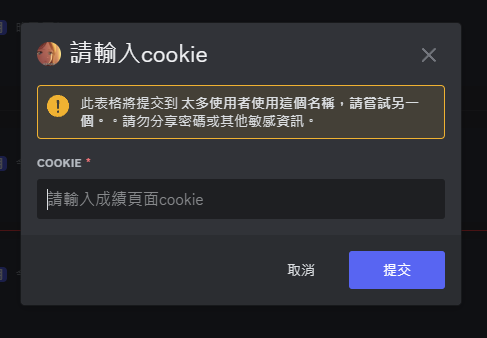 請輸入cookie
此表格將提交到 太多使用者使用這個名稱，請嘗試另一
個。。請勿分享密碼或其他敏感資訊。
COOKIE *
請輸入成績頁面cookie
取消
提交